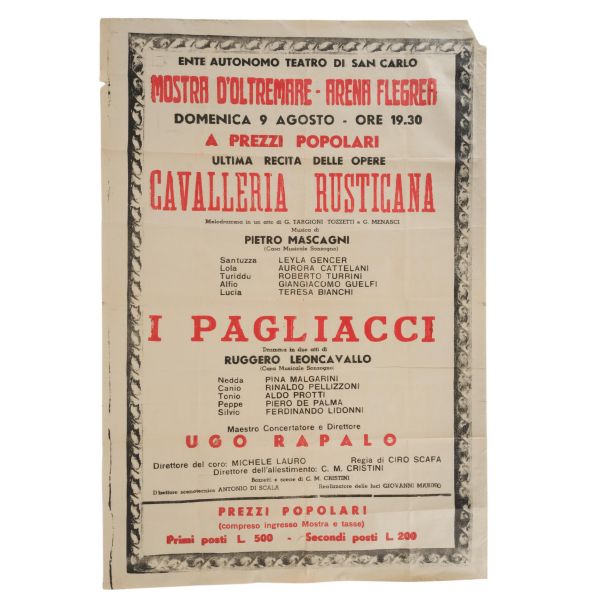 ENTE AUTONOMO TEATRO DI SAN CARLO
MOSTRA D'OLTREMARE - ARENA FLEGREA
DOMENICA 9 AGOSTO - ORE 19.30
A PREZZI POPOLARI
ULTIMA RECITA DELLE OPERE
CAVALLERIA RUSTICANA
Melodramma in un atto di G. TARGIONI TOZZETTI e G. MENASCI
Musica di
PIETRO MASCAGNI
(Casa Musicale Sonzogno)
Santuzza LEYLA GENCER
Lola AURORA CATTELANI
Turiddu ROBERTO TURRINI
Alfio GIANGIACOMO GUELFI
Lucia TERESA BIANCHI
I PAGLIACCI
Dramma in due atti di
RUGGERO LEONCAVALLO
(Casa Musicale Sonzogno)
Nedda PINA MALGARINI
Canio RINALDO PELLIZZONI
Tonio ALDO PROTTI
Peppe PIERO DE PALMA
Silvio FERDINANDO LIDONNI
Maestro Concertatore e Direttore
UGO RAPALO
Direttore del coro: MICHELE LAURO Regia di CIRO SCAFA
Direttore dell'allestimento: C. M. CRISTINI
Bozzetti e scene di C. M. CRISTINI
Direttore scenotecnico ANTONIO DI SCALA Realizzatore delle luci GIOVANNI MARINO
PREZZI POPOLARI
(compreso ingresso Mostra e tasse)
Primi posti L. 500 - Secondi posti L. 200